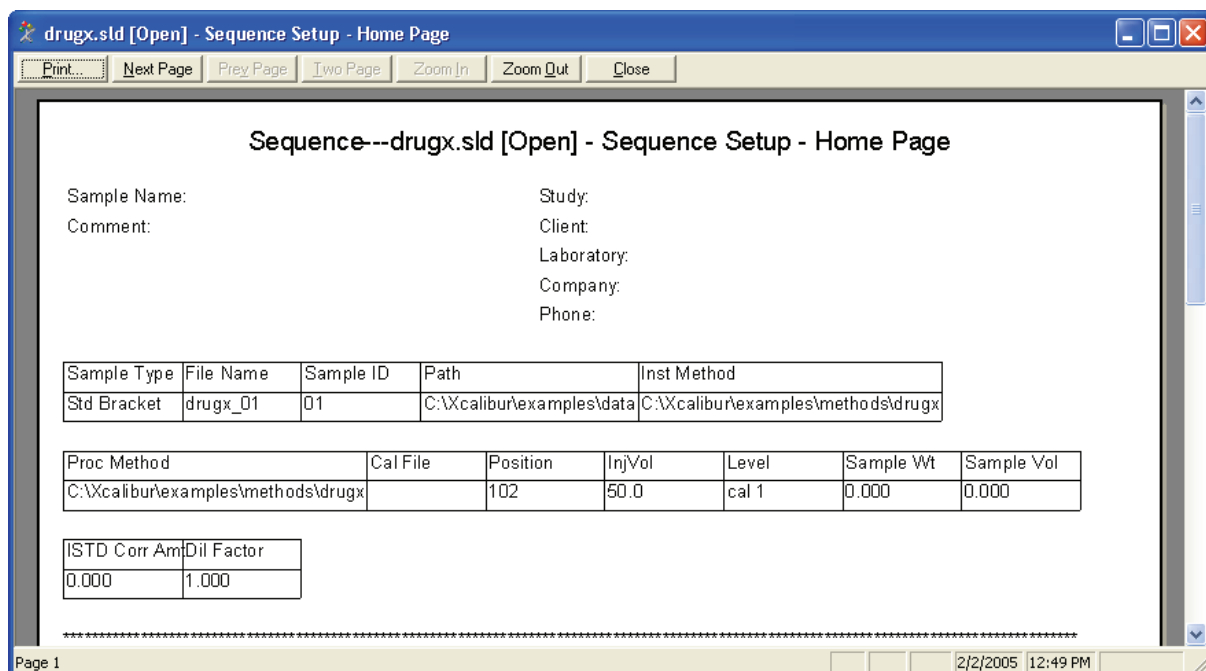 drugx.sld [Open] - Sequence Setup - Home Page
Print... Next Page Prev Page Two Page Zoom In Zoom Out Close
Sequence---drugx.sld [Open] - Sequence Setup - Home Page
Sample Name: Study:
Comment: Client:
Laboratory:
Company:
Phone:
Sample Type File Name Sample ID Path Inst Method
Std Bracket drugx_01 01 C:\Xcalibur\examples\data C:\Xcalibur\examples\methods\drugx
Proc Method Cal File Position InjVol Level Sample Wt Sample Vol
C:\Xcalibur\examples\methods\drugx 102 50.0 cal 1 0.000 0.000
ISTD Corr Amt Dil Factor
0.000 1.000
Page 1 2/2/2005 12:49 PM